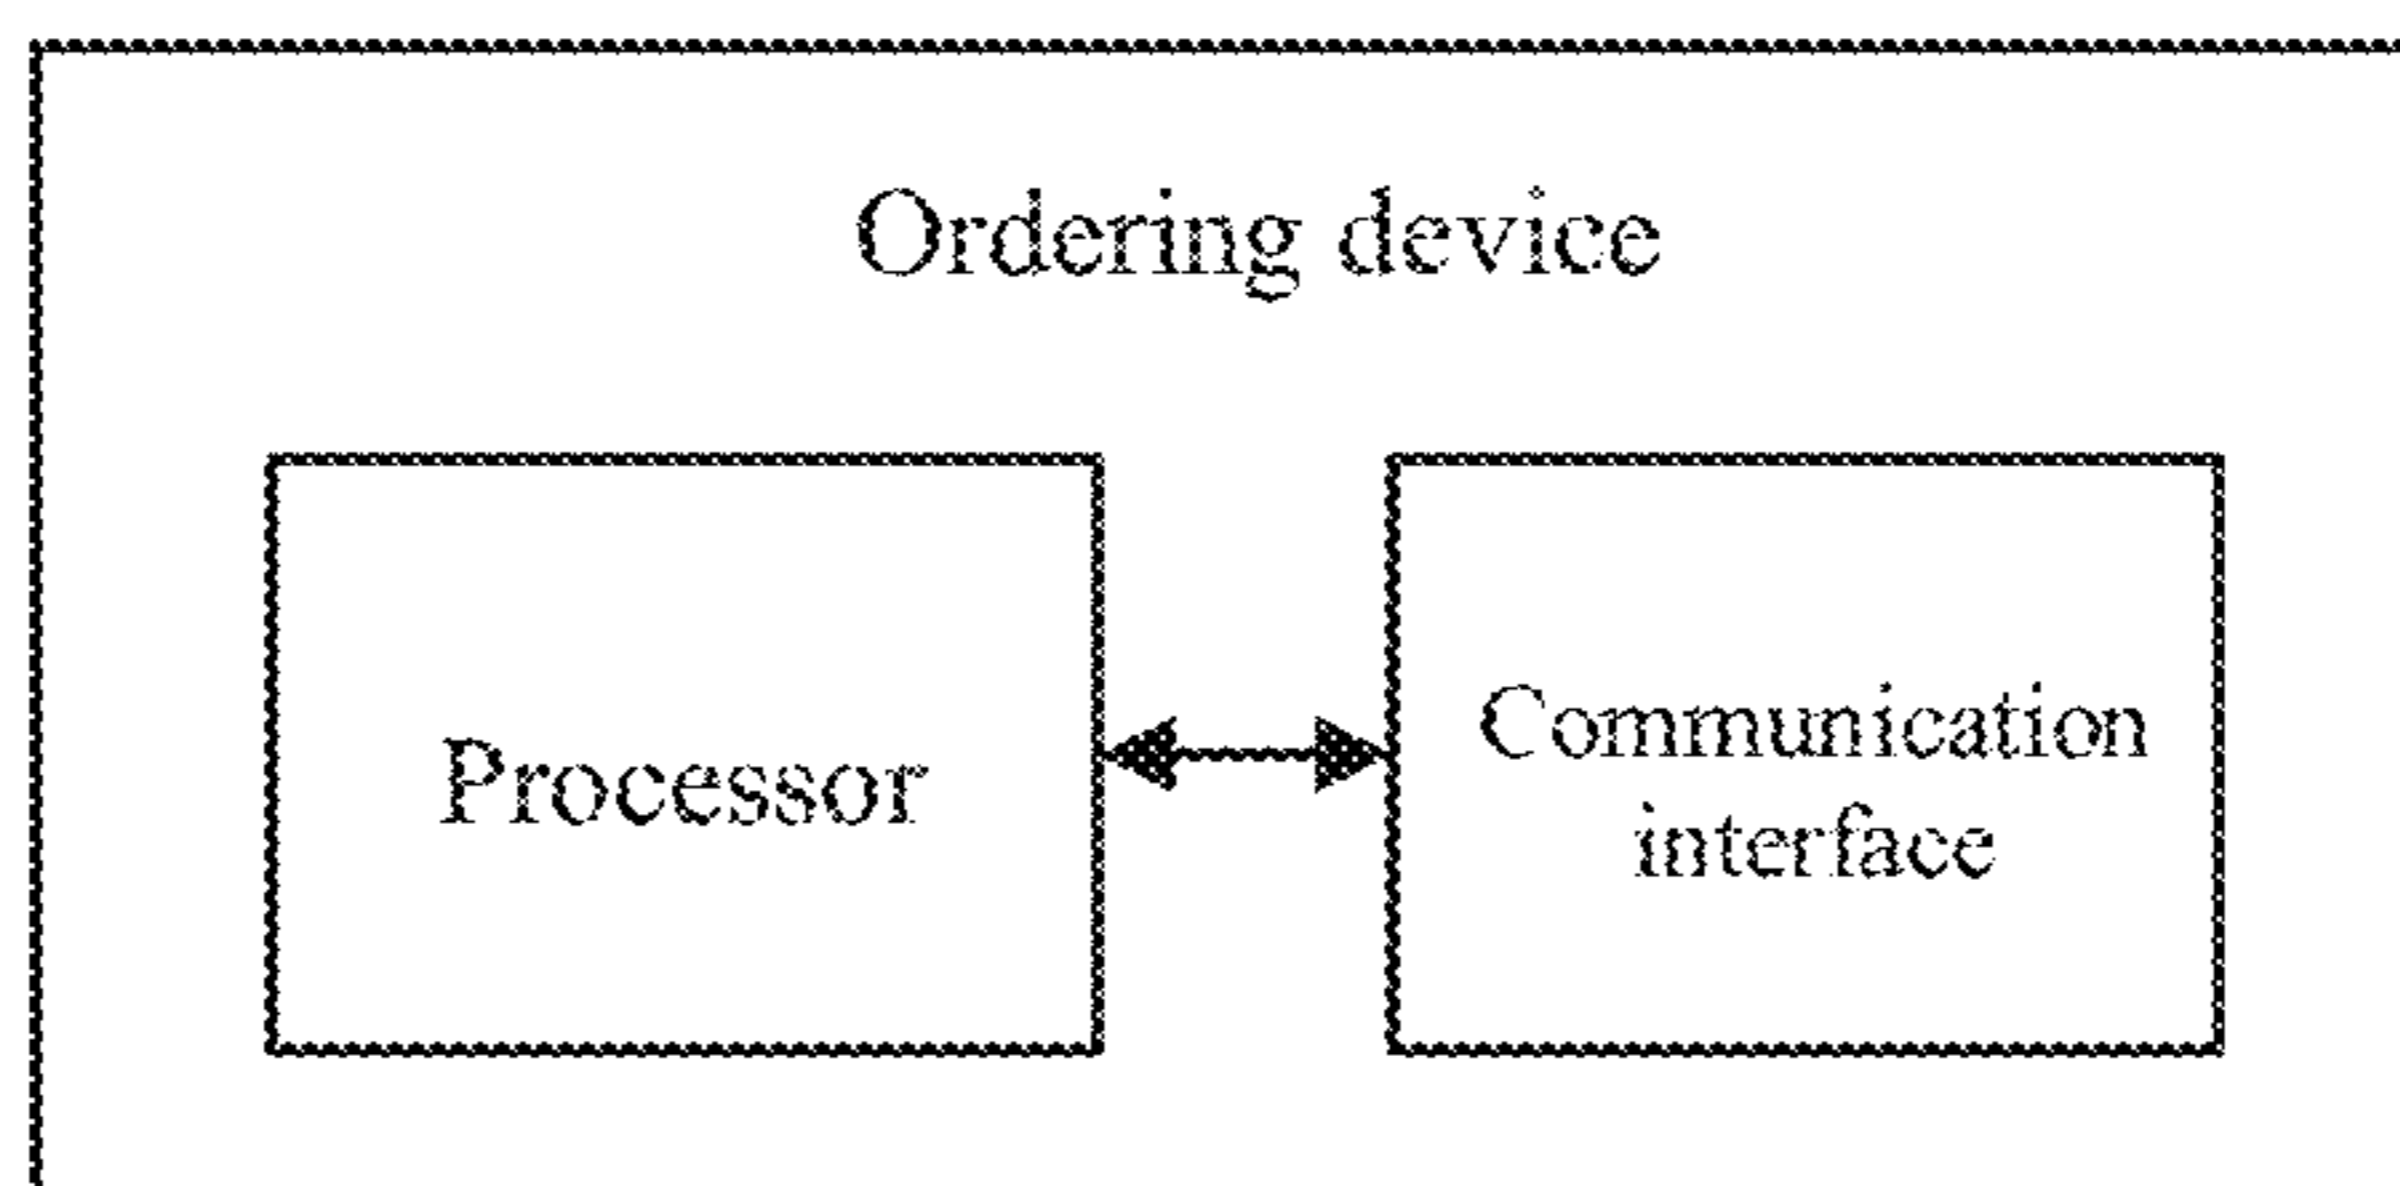 Ordering device
Processor
Communication
interface